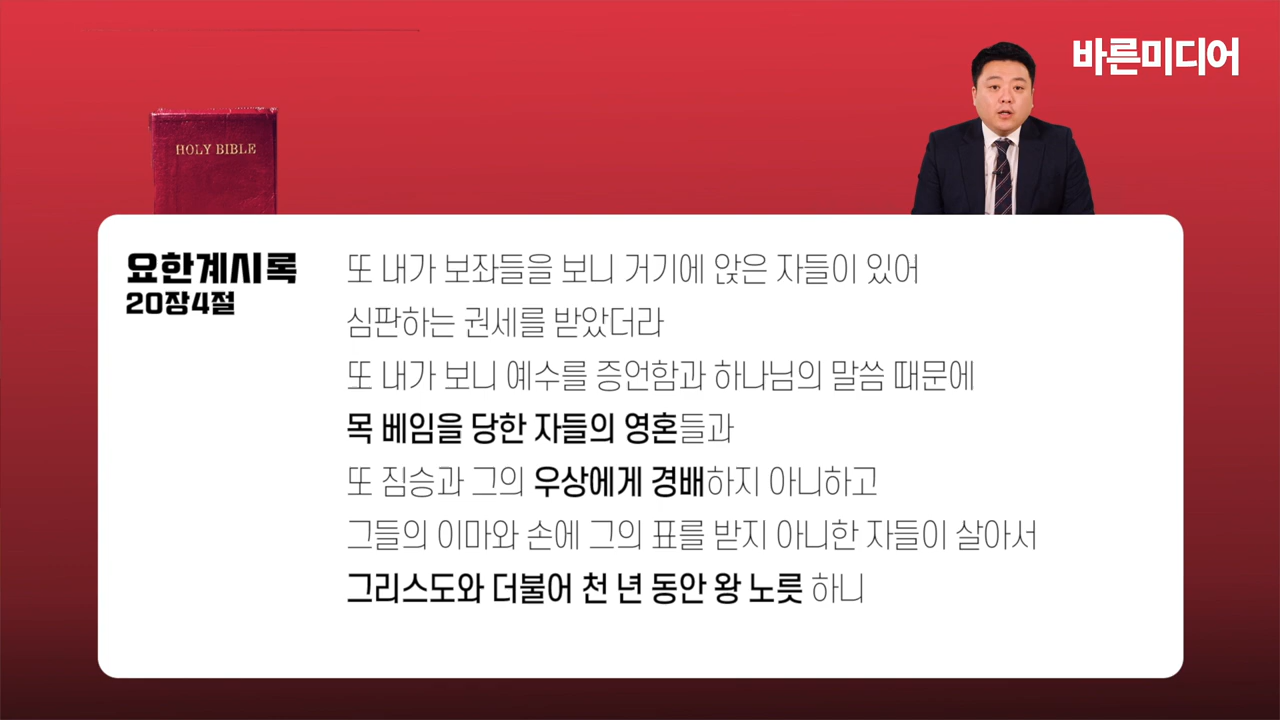 바른미디어
HOLY BIBLE
요한계시록
20장4절
또 내가 보좌들을 보니 거기에 앉은 자들이 있어
심판하는 권세를 받았더라
또 내가 보니 예수를 증언함과 하나님의 말씀 때문에
목 베임을 당한 자들의 영혼들과
또 짐승과 그의 우상에게 경배하지 아니하고
그들의 이마와 손에 그의 표를 받지 아니한 자들이 살아서
그리스도와 더불어 천 년 동안 왕 노릇 하니